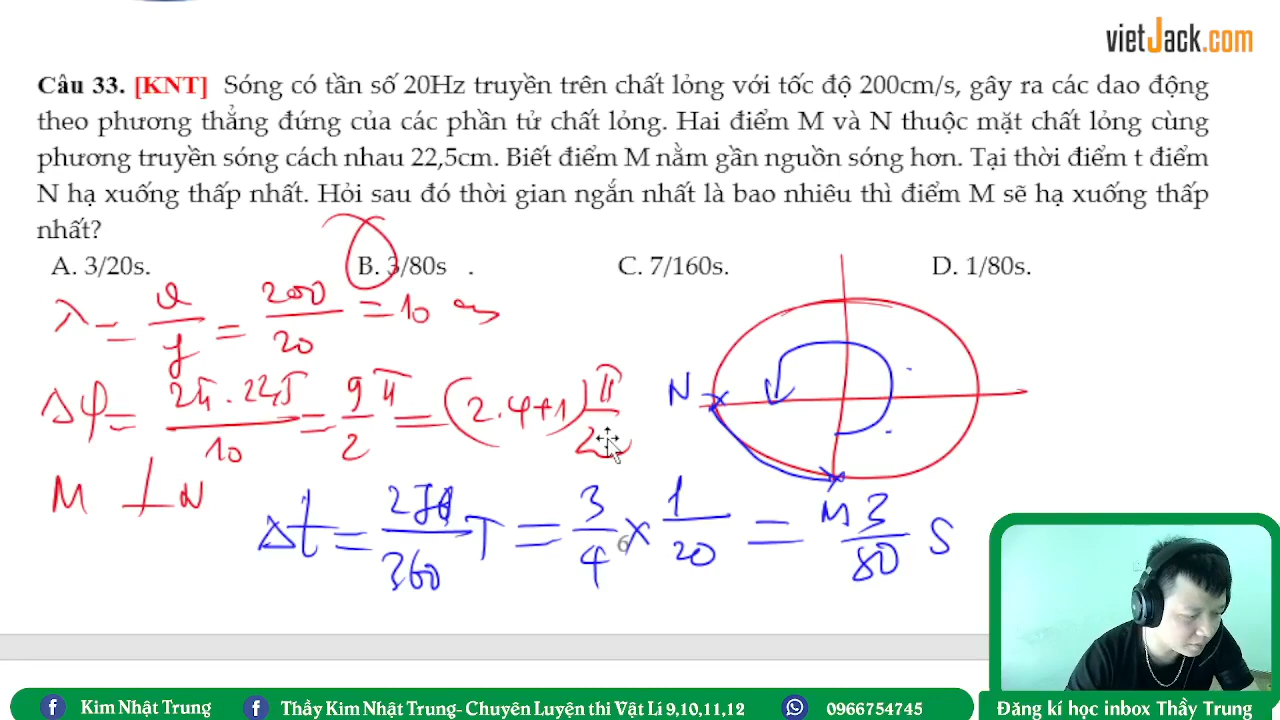 vietJack.com
Câu 33. [KNT] Sóng có tần số 20Hz truyền trên chất lỏng với tốc độ 200cm/s, gây ra các dao động
theo phương thẳng đứng của các phần tử chất lỏng. Hai điểm M và N thuộc mặt chất lỏng cùng
phương truyền sóng cách nhau 22,5cm. Biết điểm M nằm gần nguồn sóng hơn. Tại thời điểm t điểm
N hạ xuống thấp nhất. Hỏi sau đó thời gian ngắn nhất là bao nhiêu thì điểm M sẽ hạ xuống thấp
nhất?
A. 3/20s. B. 3/80s . C. 7/160s. D. 1/80s.
λ = v/f = 200/20 = 10 cm
Δφ = 2π.22,5/10 = 9π/2 = (2.4+1) π/2
N
M ⊥ N
M
Δt = 270/360 T = 3/4 x 1/20 = 3/80 s
Kim Nhật Trung
Thầy Kim Nhật Trung- Chuyên Luyện thi Vật Lí 9,10,11,12
0966754745
Đăng kí học inbox Thầy Trung